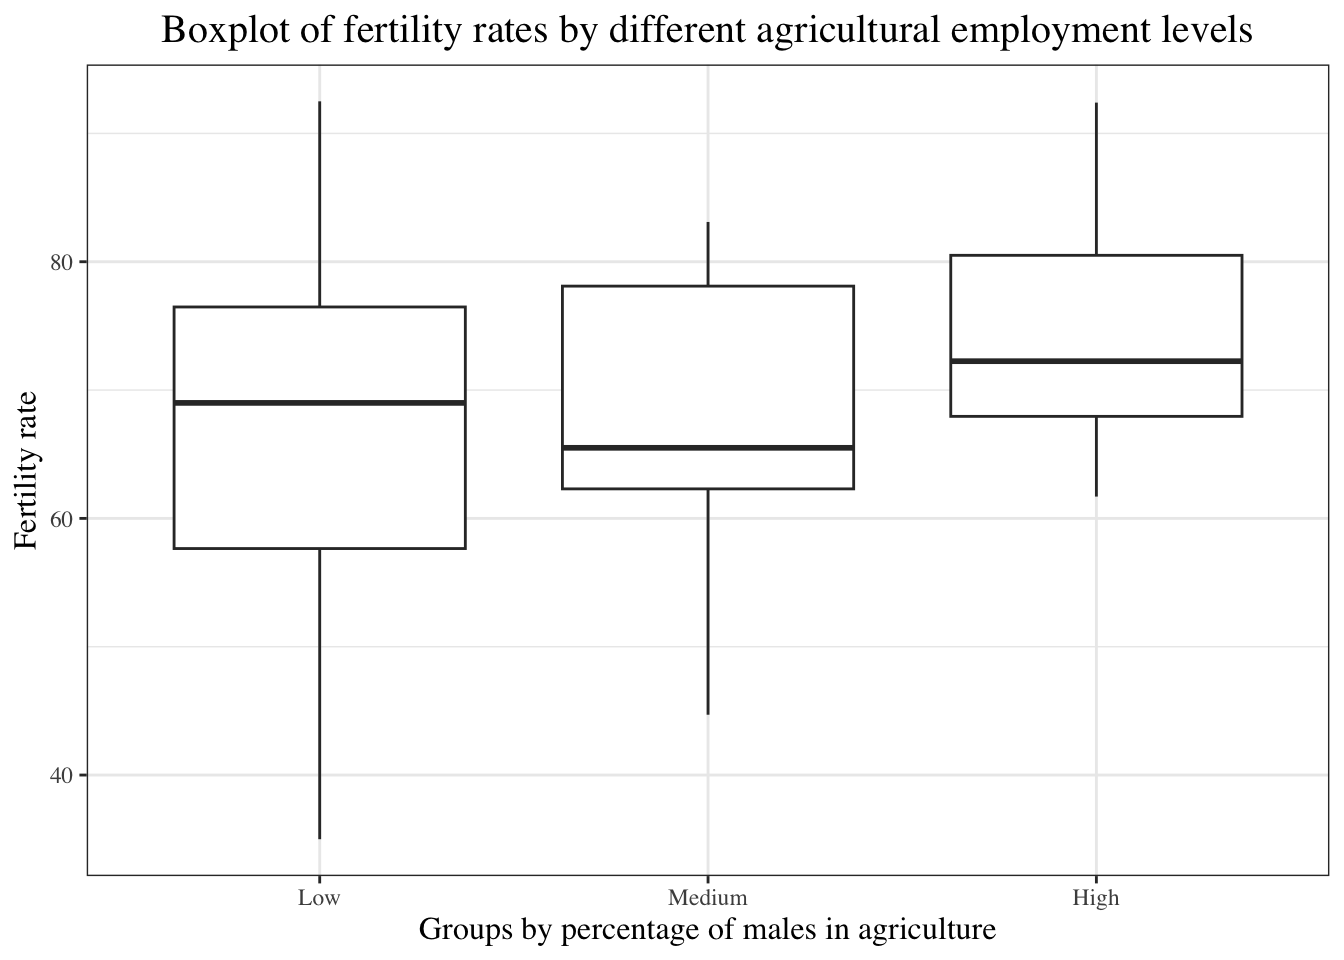 Boxplot of fertility rates by different agricultural employment levels
Fertility rate
80
60
40
Low Medium High
Groups by percentage of males in agriculture